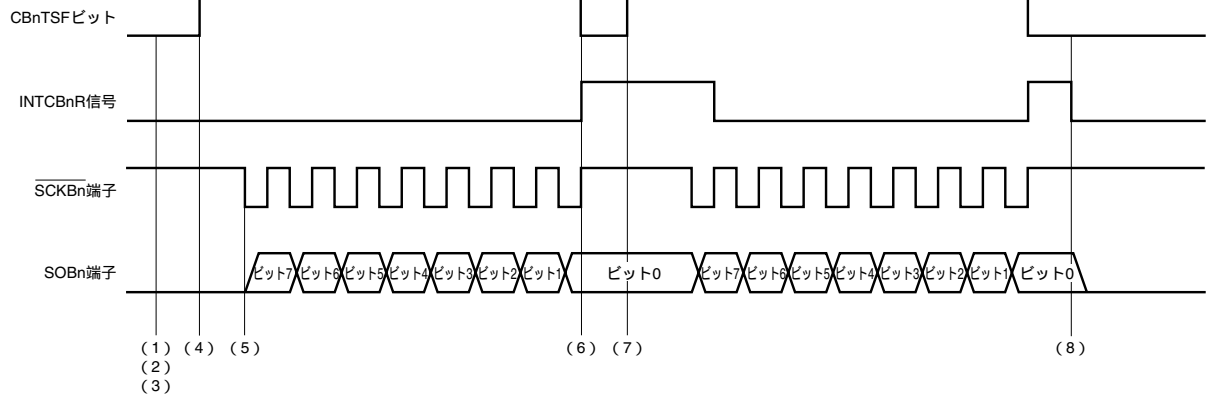 CBnTSFビット
INTCBnR信号
SCKBn端子
SOBn端子
ビット7 ビット6 ビット5 ビット4 ビット3 ビット2 ビット1 ビット0 ビット7 ビット6 ビット5 ビット4 ビット3 ビット2 ビット1 ビット0
(1) (4) (5) (6) (7) (8)
(2)
(3)